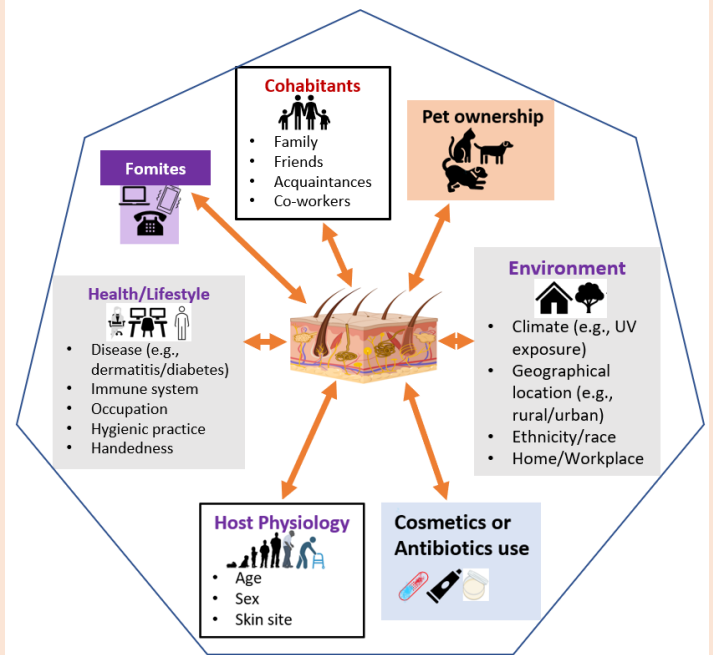 Cohabitants
• Family
• Friends
• Acquaintances
• Co-workers
Pet ownership
Fomites
Environment
• Climate (e.g., UV
exposure)
• Geographical
location (e.g.,
rural/urban)
• Ethnicity/race
• Home/Workplace
Health/Lifestyle
• Disease (e.g.,
dermatitis/diabetes)
• Immune system
• Occupation
• Hygienic practice
• Handedness
Host Physiology
• Age
• Sex
• Skin site
Cosmetics or
Antibiotics use